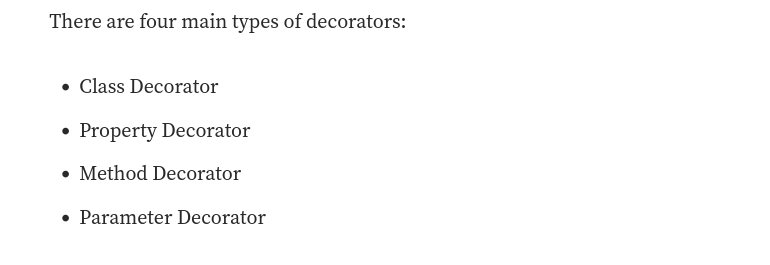 There are four main types of decorators:
• Class Decorator
• Property Decorator
• Method Decorator
• Parameter Decorator